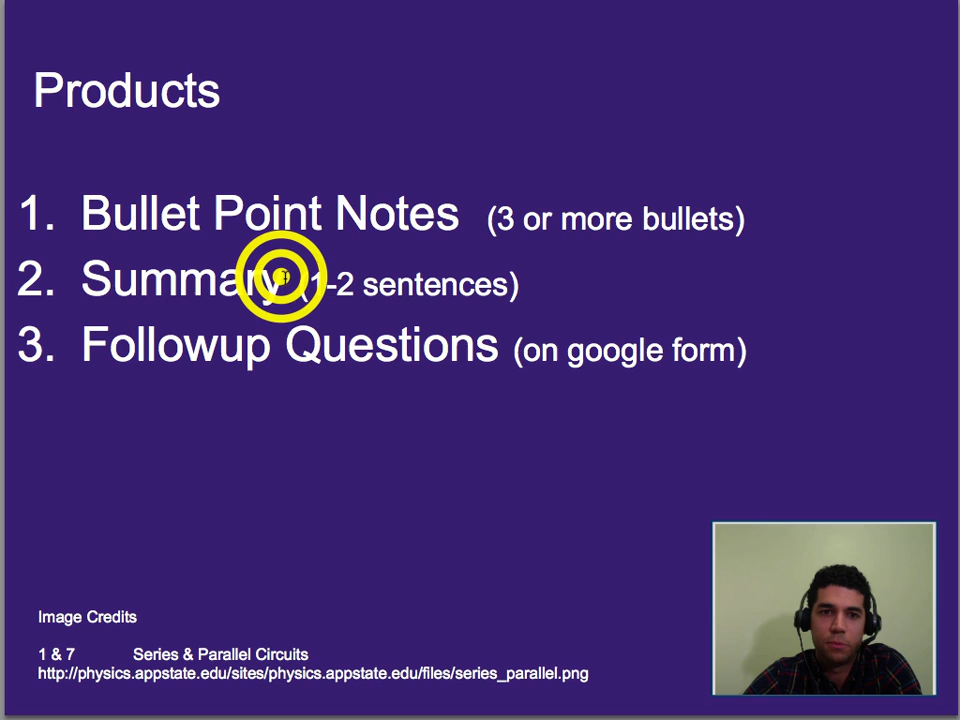 Products
1. Bullet Point Notes (3 or more bullets)
2. Summary (1-2 sentences)
3. Followup Questions (on google form)
Image Credits
1 & 7 Series & Parallel Circuits
http://physics.appstate.edu/sites/physics.appstate.edu/files/series_parallel.png